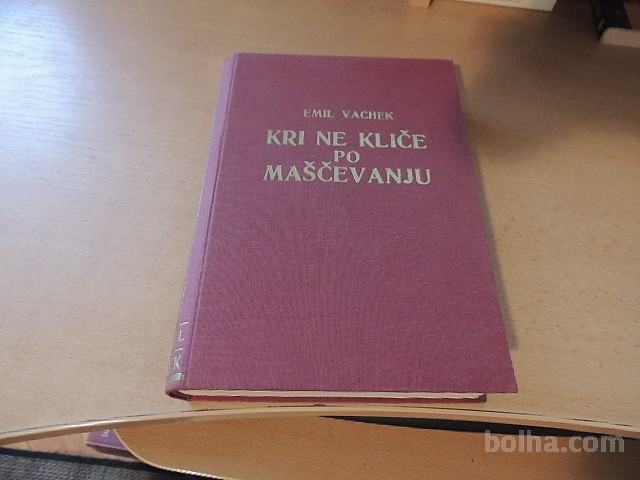 EMIL VACHEK
KRI NE KLIČE
PO
MAŠČEVANJU
L
K
bolha.com